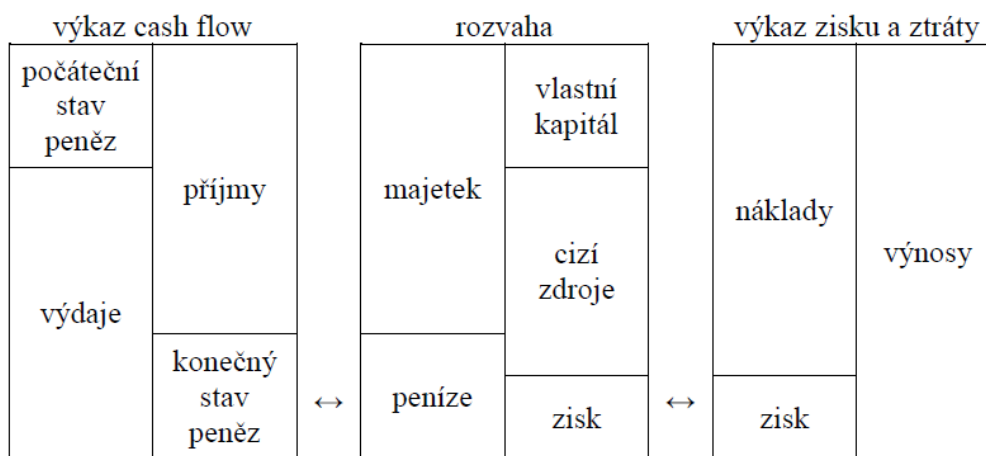 výkaz cash flow
rozvaha
výkaz zisku a ztráty
počáteční
stav
peněz
výdaje
příjmy
konečný
stav
peněz
↔
majetek
peníze
vlastní
kapitál
cizí
zdroje
zisk
↔
náklady
zisk
výnosy